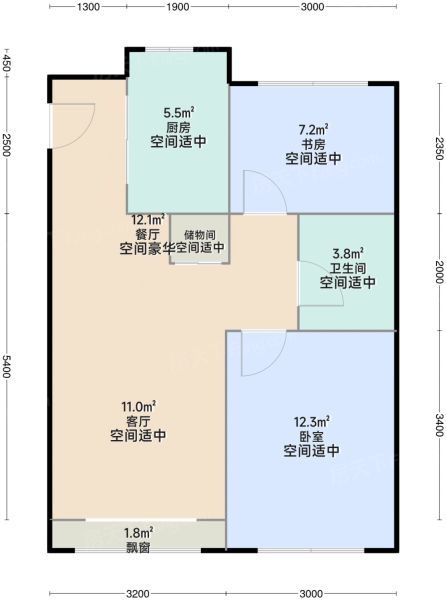 1300 1900 3000
450
2500
5400
2350
2000
3400
5.5㎡
厨房
空间适中
7.2㎡
书房
空间适中
12.1㎡
餐厅
空间豪华
储物间
空间适中
3.8㎡
卫生间
空间适中
11.0㎡
客厅
空间适中
12.3㎡
卧室
空间适中
1.8㎡
飘窗
3200 3000